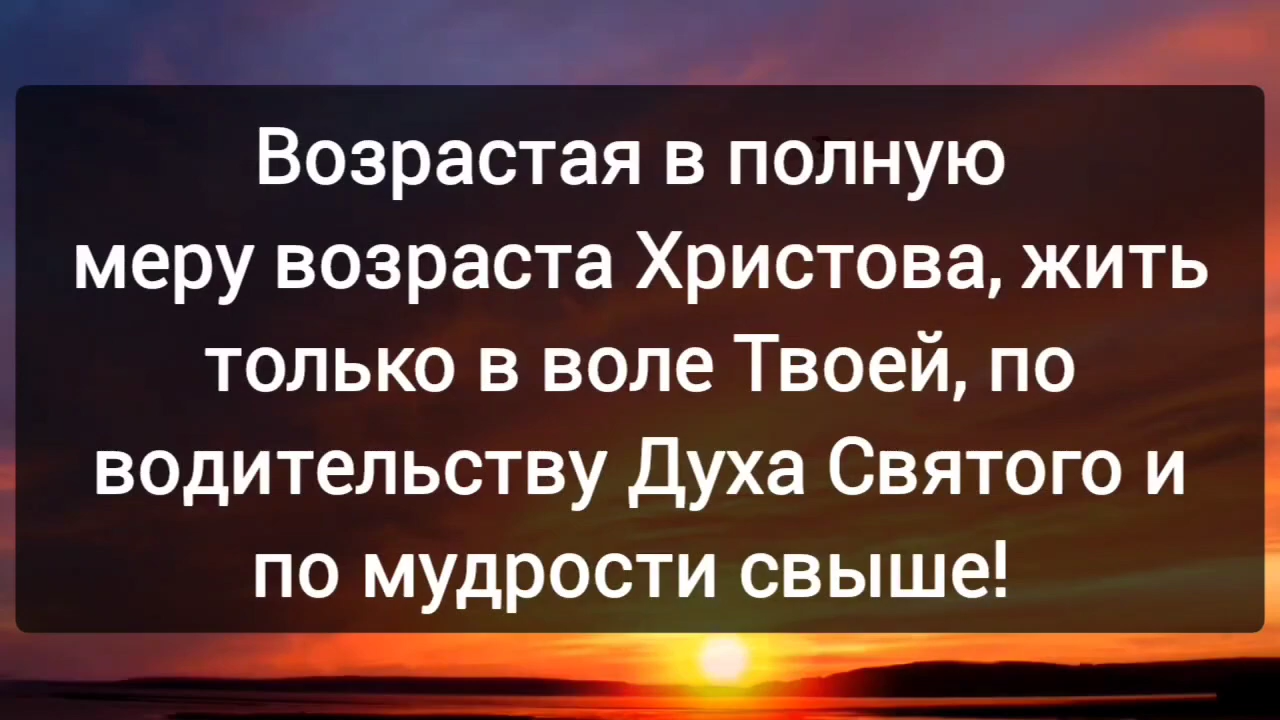 Возрастая в полную
меру возраста Христова, жить
только в воле Твоей, по
водительству Духа Святого и
по мудрости свыше!